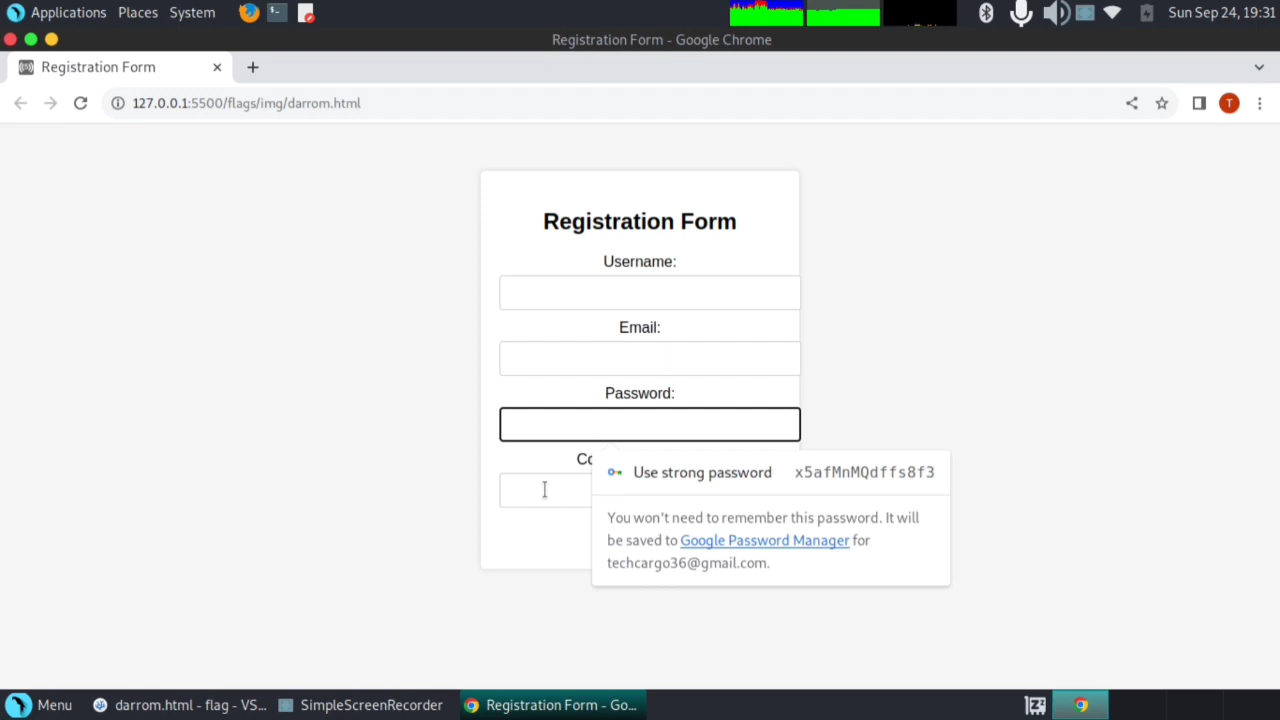 Applications Places System
Sun Sep 24, 19:31
Registration Form - Google Chrome
Registration Form
127.0.0.1:5500/flags/img/darrom.html
T
Registration Form
Username:
Email:
Password:
Co
Use strong password x5afMnMQdffs8f3
You won't need to remember this password. It will
be saved to Google Password Manager for
techcargo36@gmail.com.
Menu
darrom.html - flag - VS...
SimpleScreenRecorder
Registration Form - Go...